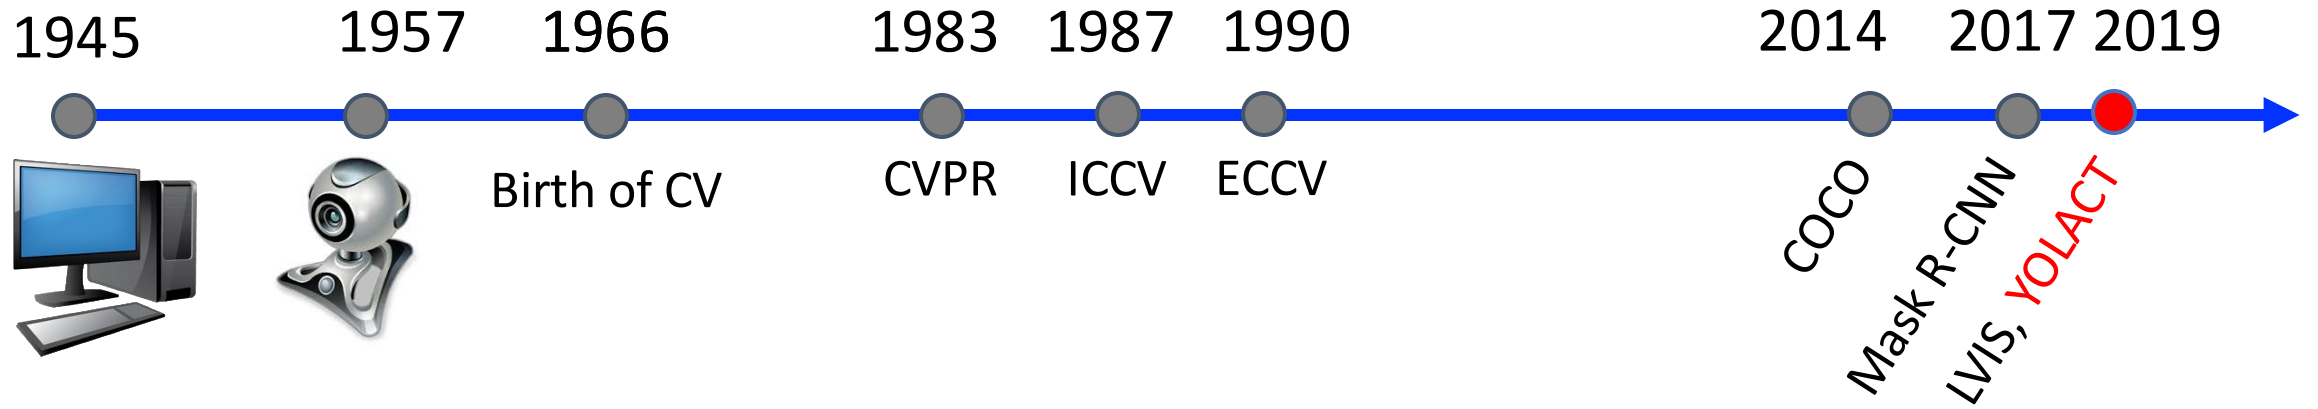 1945 1957 1966 1983 1987 1990 2014 2017 2019
Birth of CV
CVPR
ICCV
ECCV
COCO
Mask R-CNN
LVIS, YOLACT